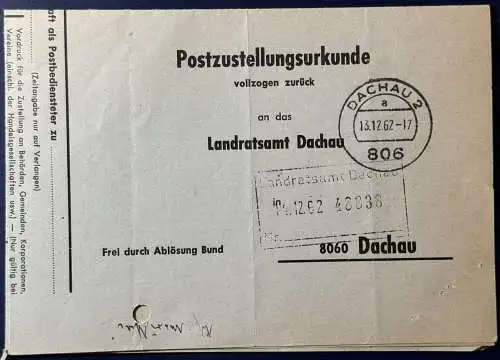 Postzustellungsurkunde
vollzogen zurück
an das
Landratsamt Dachau
DACHAU 2
a
13.12.62-17
806
Landratsamt Dachau
14.12.62 48038
Frei durch Ablösung Bund
8060 Dachau
aft als Postbediensteter zu
(Zeitangabe nur auf Verlangen)
Vordruck für die Zustellung an Behörden, Gemeinden, Korporationen,
Vereine (einschl. der Handelsgesellschaften usw.) — (Nur gültig bei